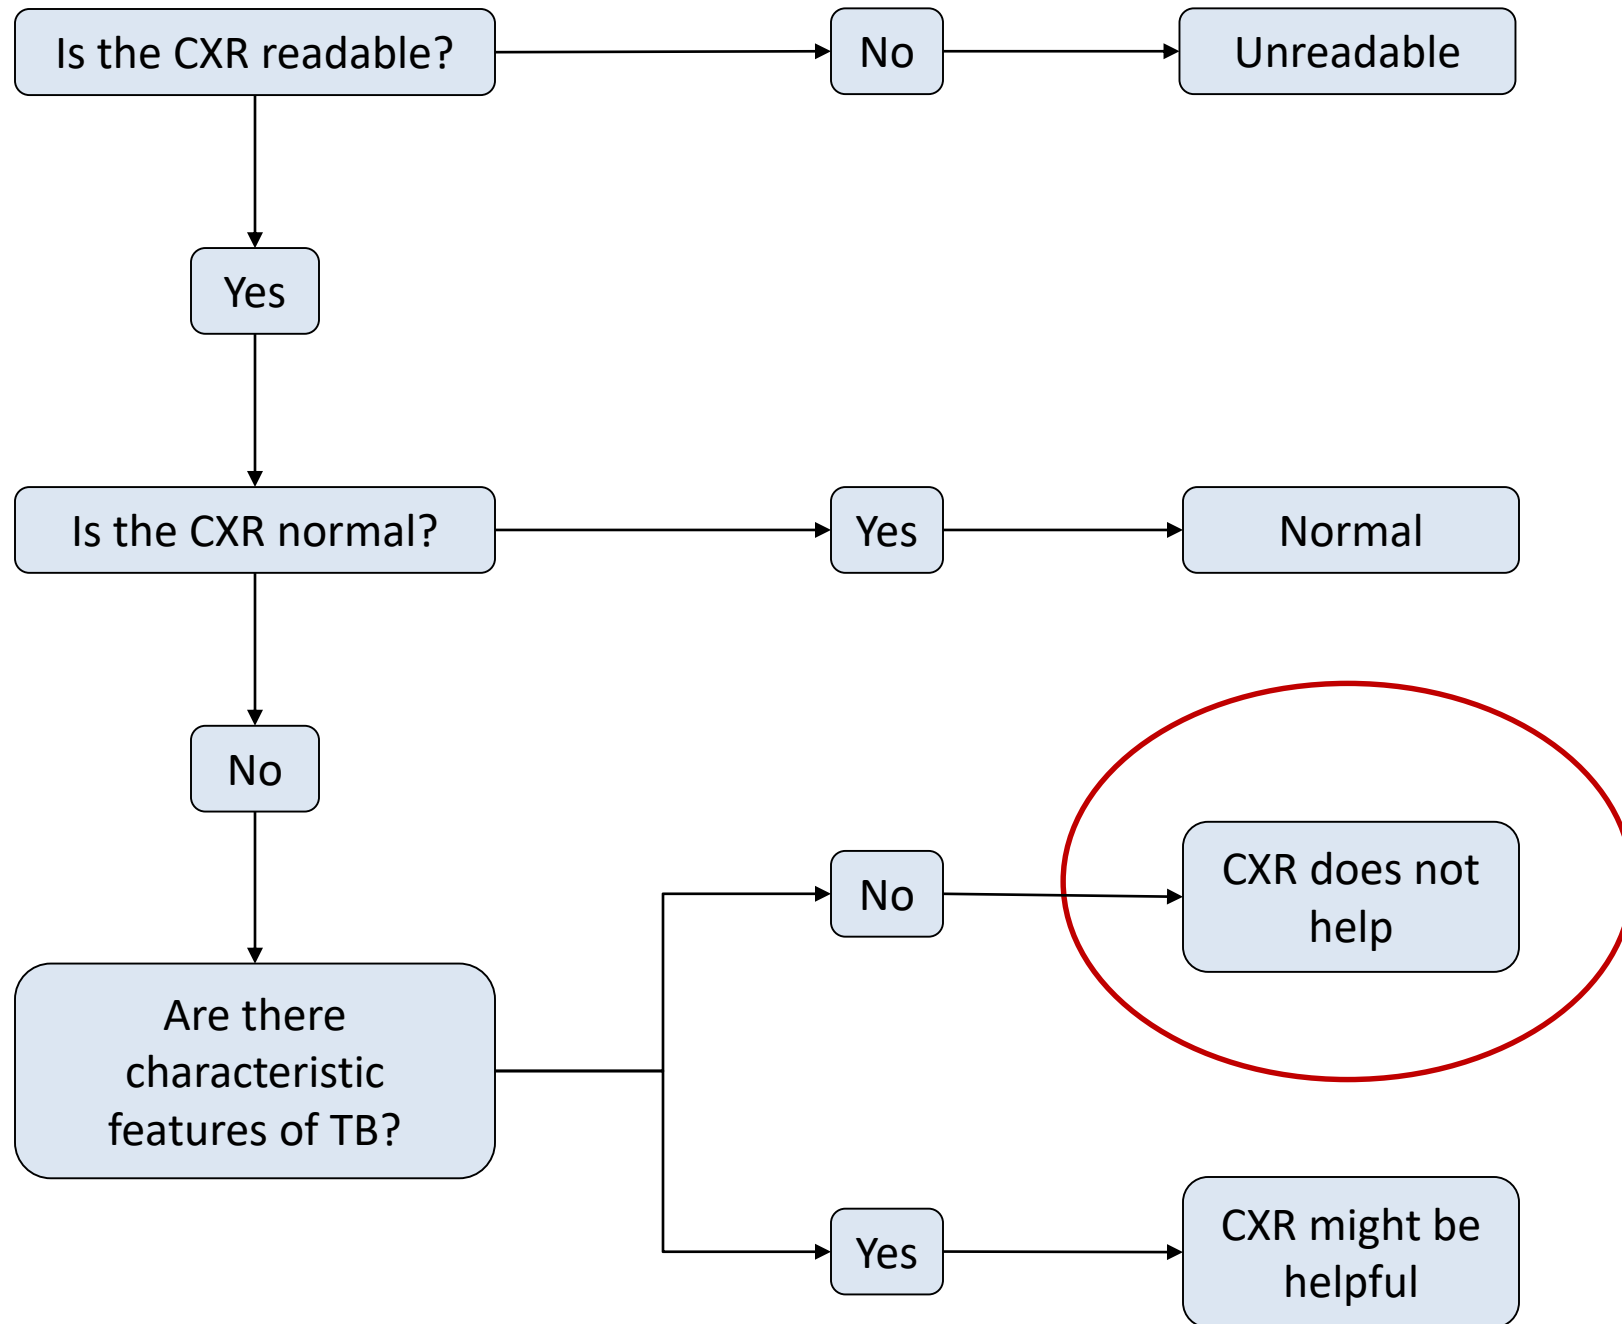 Is the CXR readable?
No
Unreadable
Yes
Is the CXR normal?
Yes
Normal
No
No
CXR does not
help
Are there
characteristic
features of TB?
Yes
CXR might be
helpful